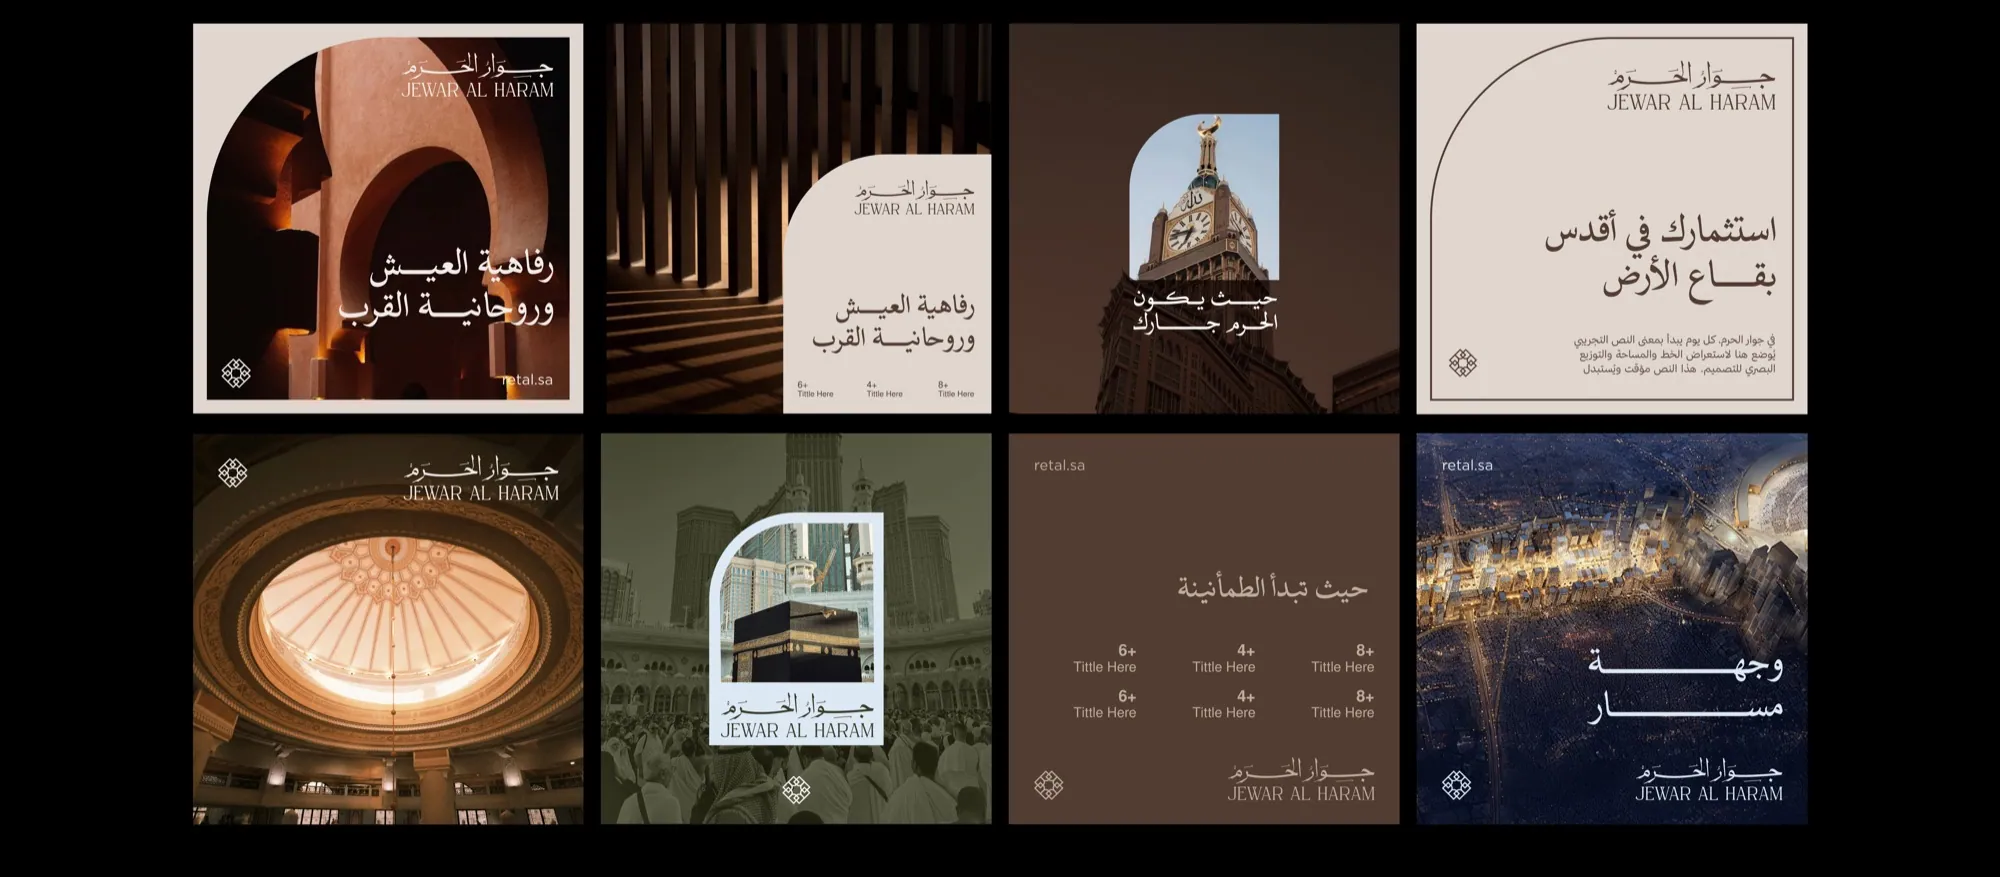 جوار الحرم
JEWAR AL HARAM
رفاهية العيش
وروحانية القرب
retal.sa
جوار الحرم
JEWAR AL HARAM
رفاهية العيش
وروحانية القرب
6+
Tittle Here
4+
Tittle Here
8+
Tittle Here
الله
حيث يكون
الحرم جارك
جوار الحرم
JEWAR AL HARAM
استثمارك في أقدس
بقاع الأرض
في جوار الحرم. كل يوم يبدأ بمعنى النص التجريبي
يُوضع هنا لاستعراض الخط والمساحة والتوزيع
البصري للتصميم. هذا النص مؤقت ويُستبدل
جوار الحرم
JEWAR AL HARAM
جوار الحرم
JEWAR AL HARAM
retal.sa
حيث تبدأ الطمأنينة
6+ 4+ 8+
Tittle Here Tittle Here Tittle Here
6+ 4+ 8+
Tittle Here Tittle Here Tittle Here
جوار الحرم
JEWAR AL HARAM
retal.sa
وجهة
مسار
جوار الحرم
JEWAR AL HARAM